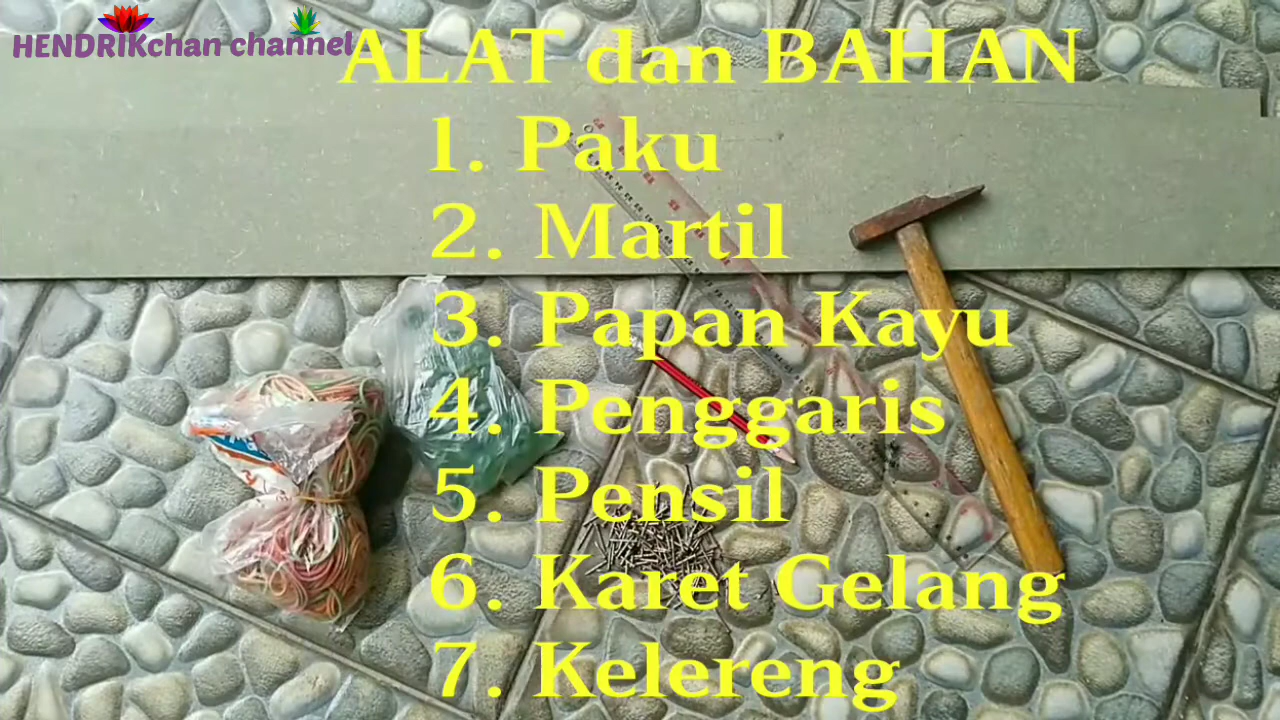 HENDRIKchan channel
ALAT dan BAHAN
1. Paku
2. Martil
3. Papan Kayu
4. Penggaris
5. Pensil
6. Karet Gelang
7. Kelereng